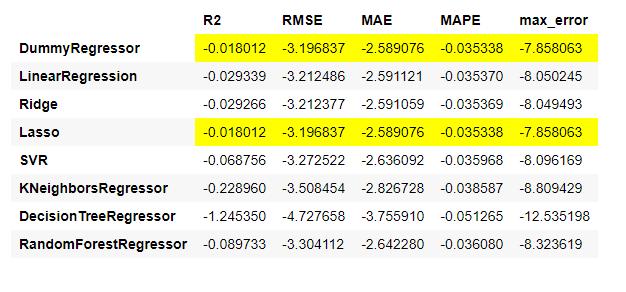 R2 RMSE MAE MAPE max_error
DummyRegressor -0.018012 -3.196837 -2.589076 -0.035338 -7.858063
LinearRegression -0.029339 -3.212486 -2.591121 -0.035370 -8.050245
Ridge -0.029266 -3.212377 -2.591059 -0.035369 -8.049493
Lasso -0.018012 -3.196837 -2.589076 -0.035338 -7.858063
SVR -0.068756 -3.272522 -2.636092 -0.035968 -8.096169
KNeighborsRegressor -0.228960 -3.508454 -2.826728 -0.038587 -8.809429
DecisionTreeRegressor -1.245350 -4.727658 -3.755910 -0.051265 -12.535198
RandomForestRegressor -0.089733 -3.304112 -2.642280 -0.036080 -8.323619